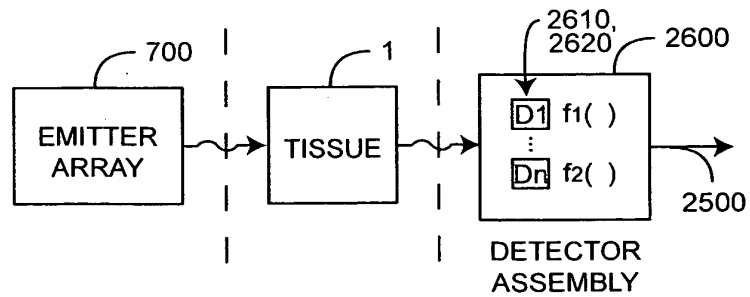 700
1
2610,
2620
2600
EMITTER
ARRAY
TISSUE
D1 f1( )
⋮
Dn f2( )
2500
DETECTOR
ASSEMBLY